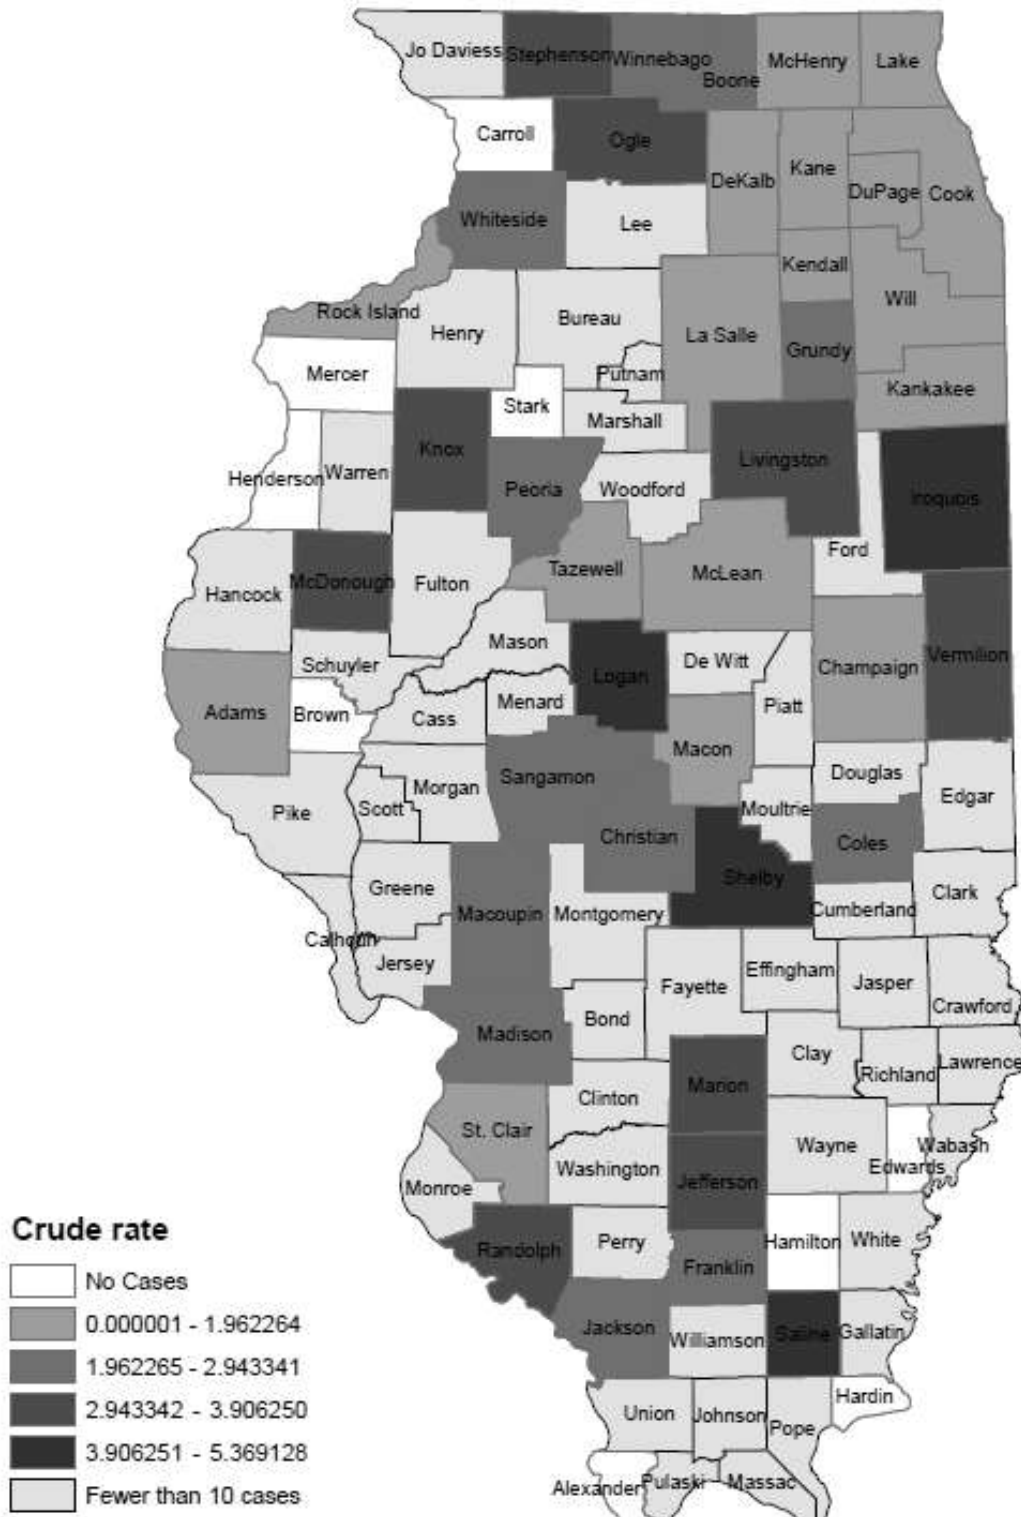 Jo Daviess
Stephenson
Winnebago
Boone
McHenry
Lake
Carroll
Ogle
DeKalb
Kane
DuPage
Cook
Whiteside
Lee
Kendall
Rock Island
Henry
Bureau
La Salle
Grundy
Will
Mercer
Putnam
Kankakee
Stark
Marshall
Knox
Livingston
Henderson
Warren
Peoria
Woodford
Iroquois
Ford
Hancock
McDonough
Fulton
Tazewell
McLean
Mason
Schuyler
Logan
De Witt
Champaign
Vermilion
Adams
Brown
Cass
Menard
Piatt
Macon
Sangamon
Morgan
Douglas
Edgar
Pike
Scott
Moultrie
Christian
Coles
Shelby
Greene
Macoupin
Montgomery
Cumberland
Clark
Calhoun
Jersey
Fayette
Effingham
Jasper
Crawford
Madison
Bond
Clay
Richland
Lawrence
Marion
Clinton
St. Clair
Washington
Wayne
Edwards
Wabash
Monroe
Jefferson
Randolph
Perry
Franklin
Hamilton
White
Jackson
Williamson
Saline
Gallatin
Hardin
Union
Johnson
Pope
Alexander
Pulaski
Massac
Crude rate
No Cases
0.000001 - 1.962264
1.962265 - 2.943341
2.943342 - 3.906250
3.906251 - 5.369128
Fewer than 10 cases